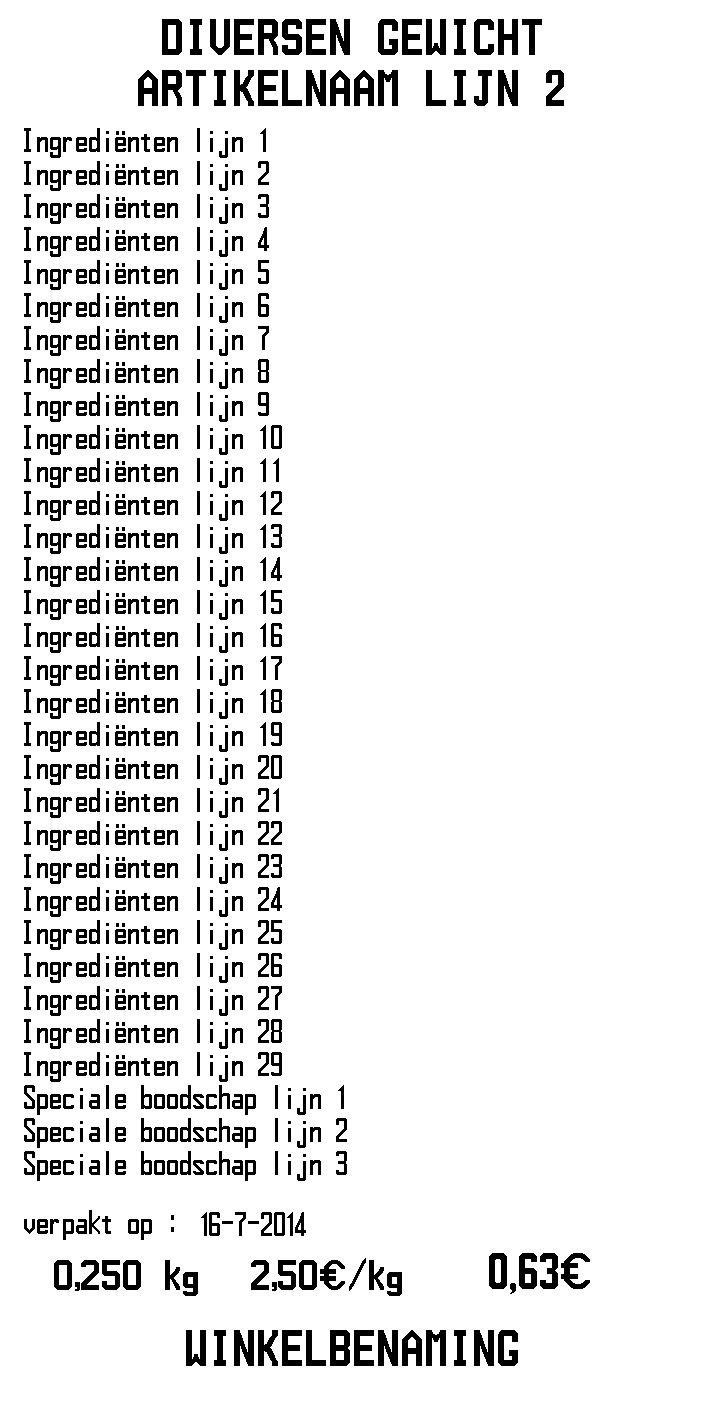 DIVERSEN GEWICHT
ARTIKELNAAM LIJN 2
Ingrediënten lijn 1
Ingrediënten lijn 2
Ingrediënten lijn 3
Ingrediënten lijn 4
Ingrediënten lijn 5
Ingrediënten lijn 6
Ingrediënten lijn 7
Ingrediënten lijn 8
Ingrediënten lijn 9
Ingrediënten lijn 10
Ingrediënten lijn 11
Ingrediënten lijn 12
Ingrediënten lijn 13
Ingrediënten lijn 14
Ingrediënten lijn 15
Ingrediënten lijn 16
Ingrediënten lijn 17
Ingrediënten lijn 18
Ingrediënten lijn 19
Ingrediënten lijn 20
Ingrediënten lijn 21
Ingrediënten lijn 22
Ingrediënten lijn 23
Ingrediënten lijn 24
Ingrediënten lijn 25
Ingrediënten lijn 26
Ingrediënten lijn 27
Ingrediënten lijn 28
Ingrediënten lijn 29
Speciale boodschap lijn 1
Speciale boodschap lijn 2
Speciale boodschap lijn 3
verpakt op : 16-7-2014
0,250 kg 2,50€/kg 0,63€
WINKELBENAMING